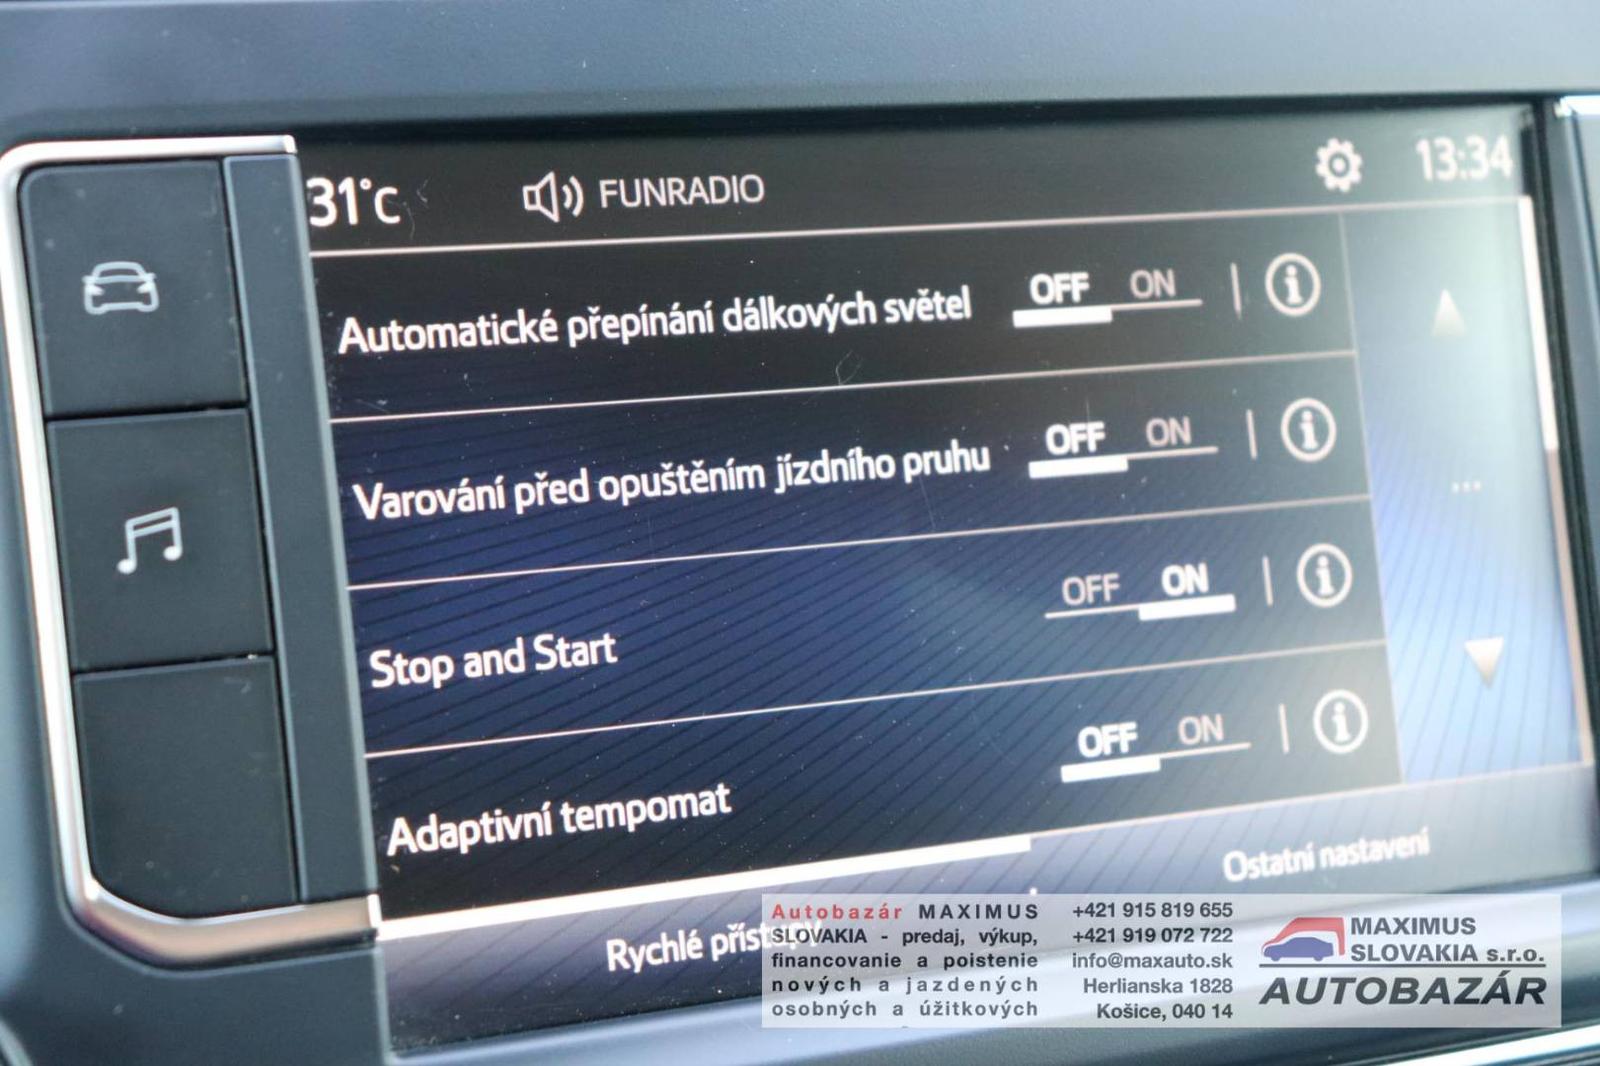 31°C FUNRADIO 13:34
Automatické přepínání dálkových světel OFF ON
Varování před opuštěním jízdního pruhu OFF ON
Stop and Start OFF ON
Adaptivní tempomat OFF ON
Rychlé přístupy Ostatní nastavení
Autobazár MAXIMUS
SLOVAKIA - predaj, výkup,
financovanie a poistenie
nových a jazdených
osobných a úžitkových
+421 915 819 655
+421 919 072 722
info@maxauto.sk
Herlianska 1828
Košice, 040 14
MAXIMUS
SLOVAKIA s.r.o.
AUTOBAZÁR